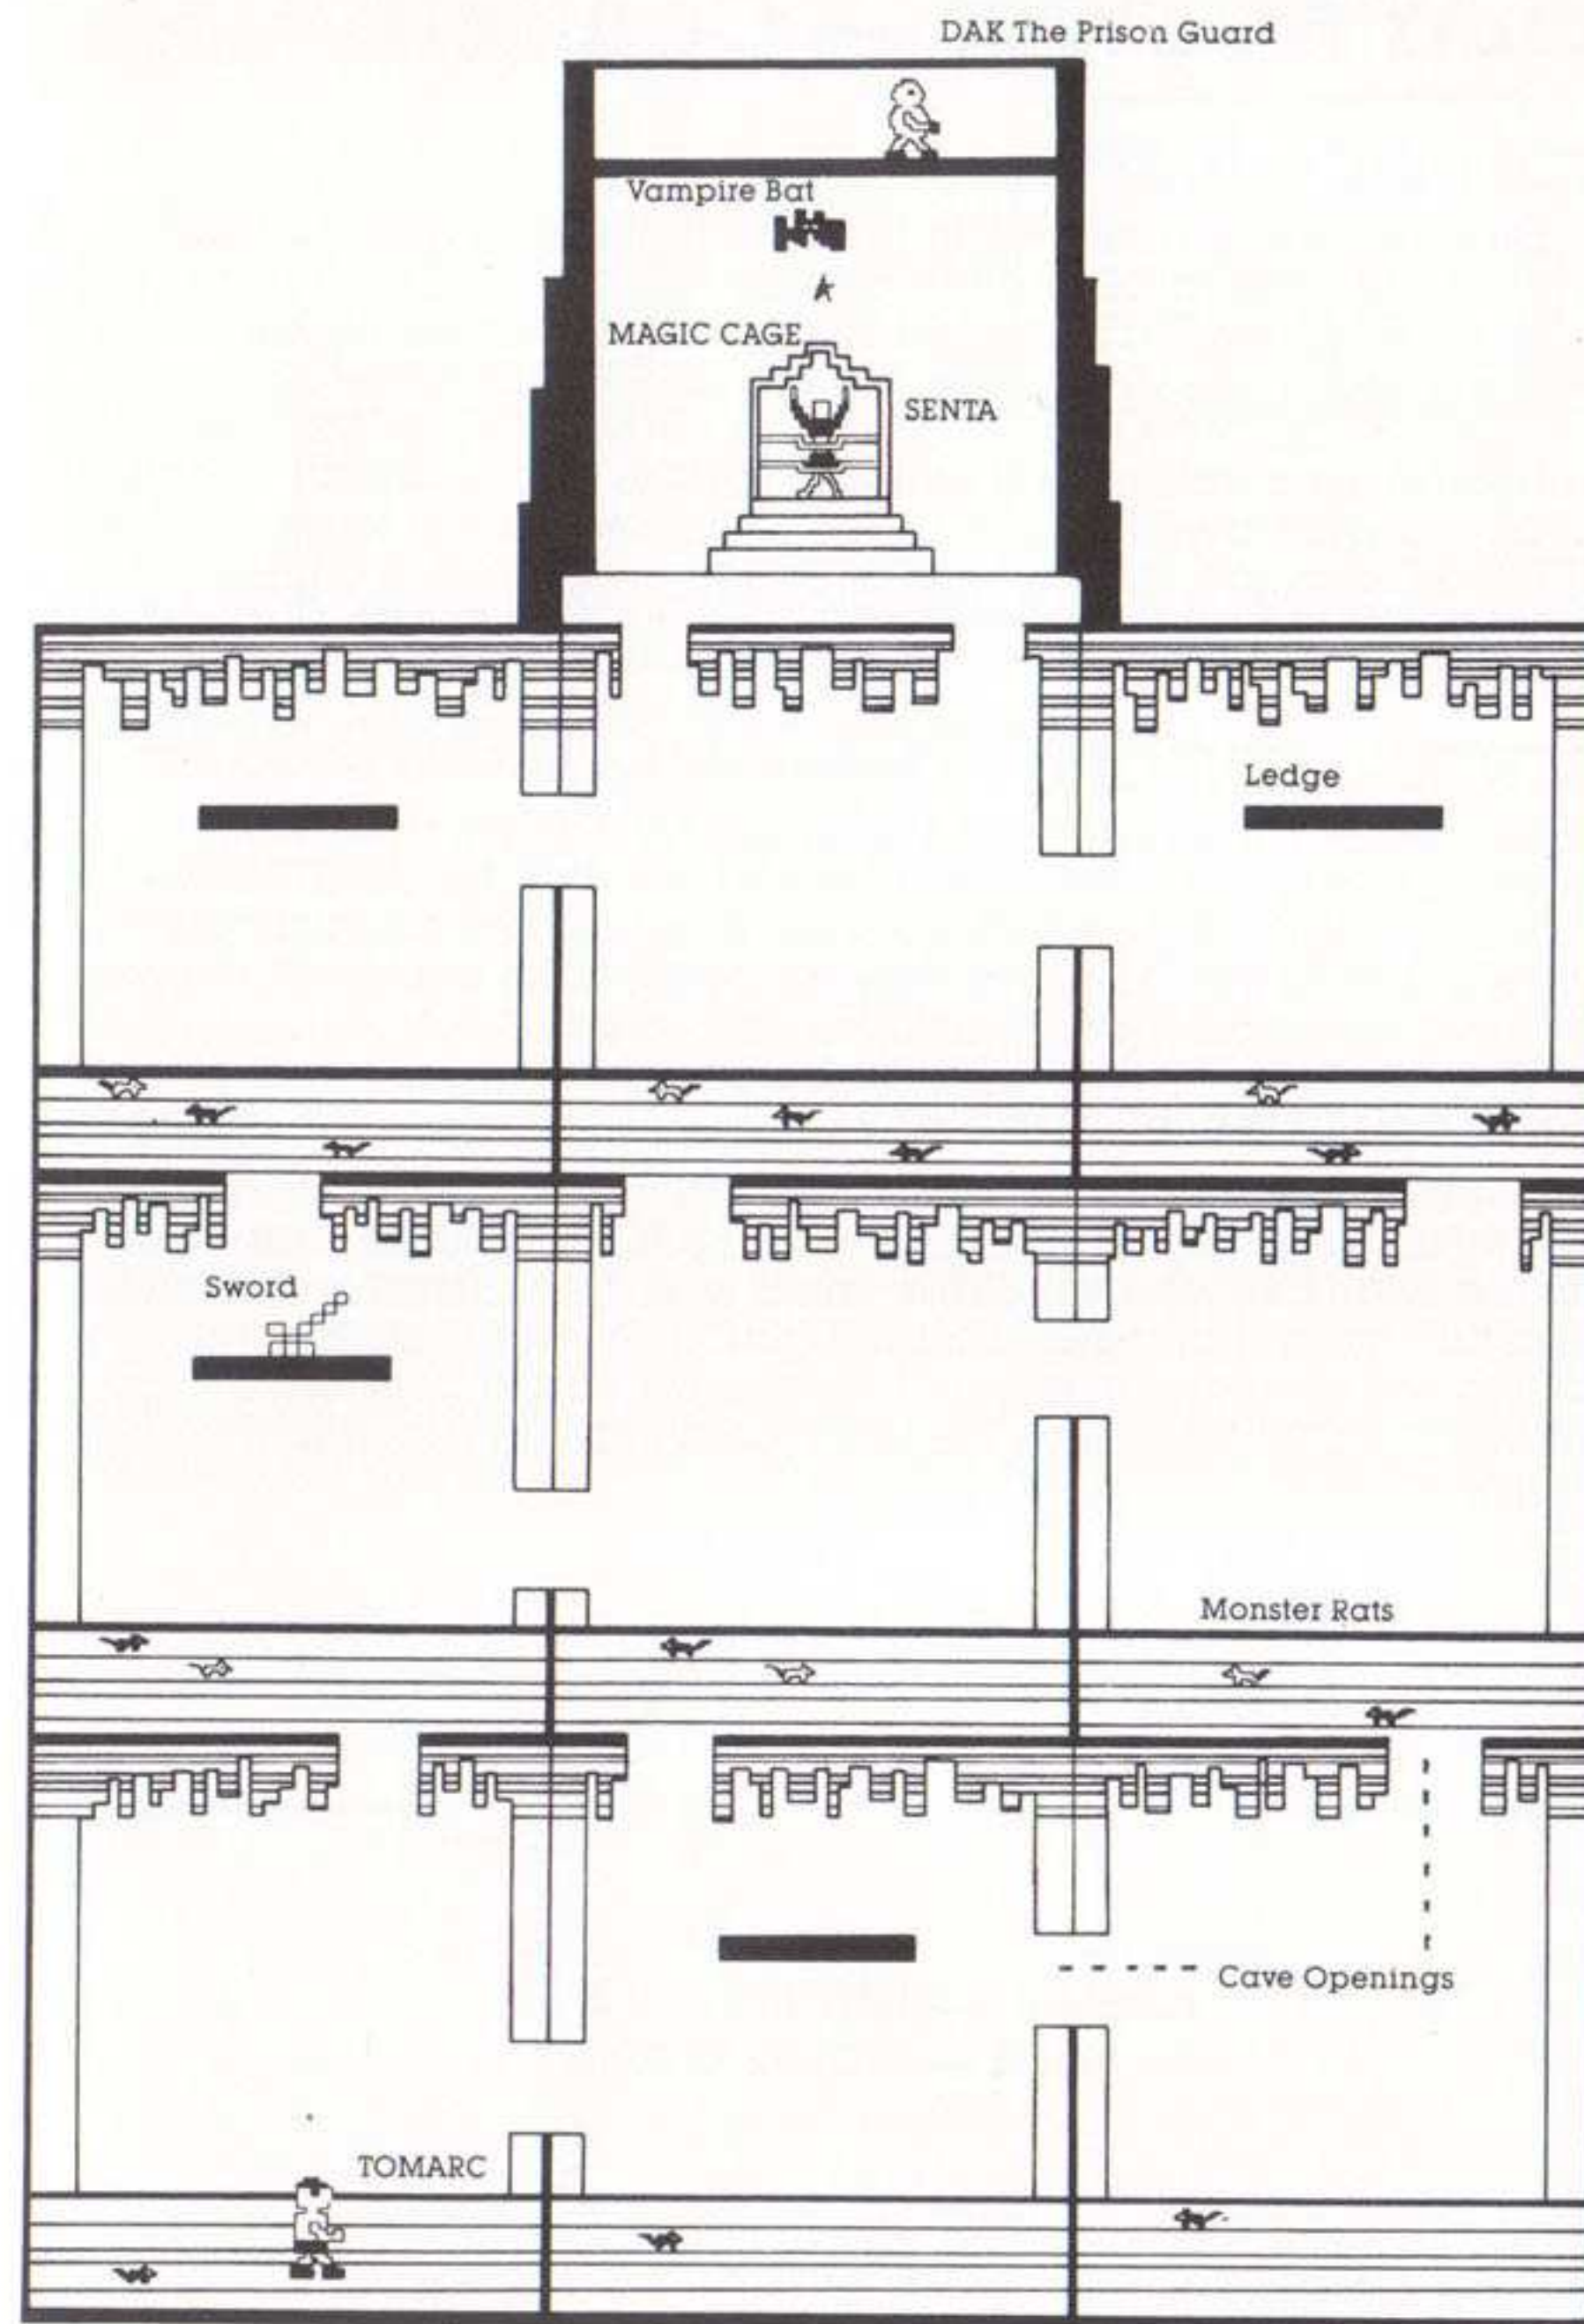 DAK The Prison Guard
Vampire Bat
MAGIC CAGE
SENTA
Ledge
Sword
Monster Rats
Cave Openings
TOMARC